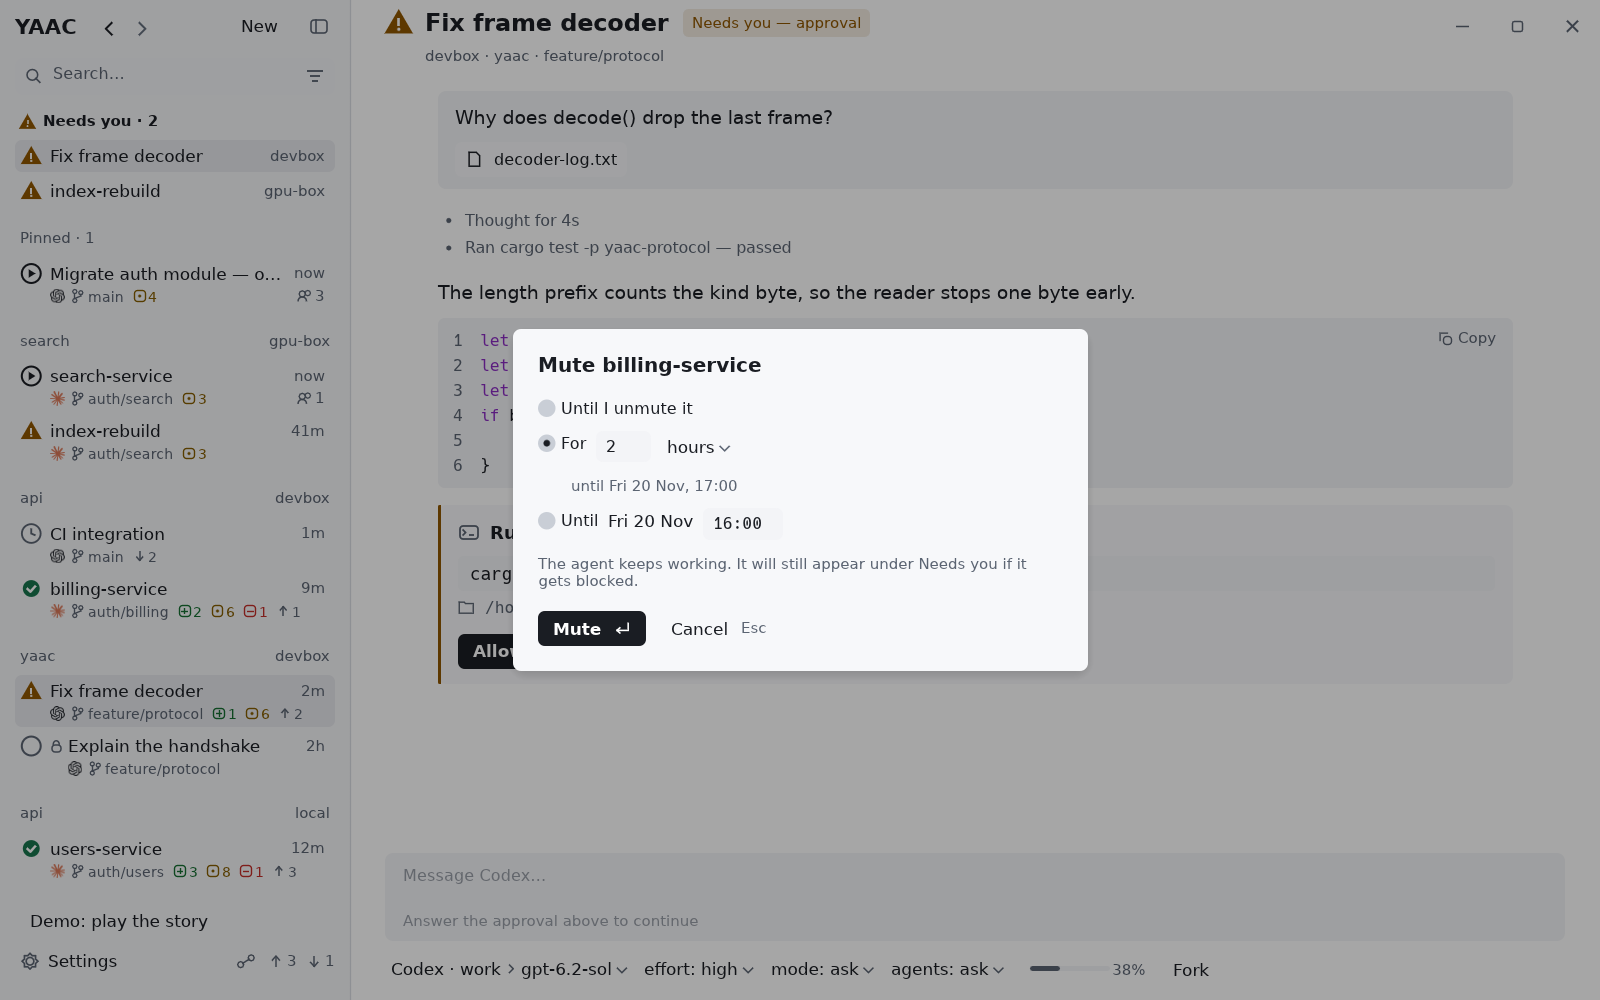 YAAC
New
Search…
Needs you · 2
Fix frame decoder devbox
index-rebuild gpu-box
Pinned · 1
Migrate auth module — o… now
main 4 3
search gpu-box
search-service now
auth/search 3 1
index-rebuild 41m
auth/search 3
api devbox
CI integration 1m
main ↓2
billing-service 9m
auth/billing 2 6 1 ↑1
yaac devbox
Fix frame decoder 2m
feature/protocol 1 6 ↑2
Explain the handshake 2h
feature/protocol
api local
users-service 12m
auth/users 3 8 1 ↑3
Demo: play the story
Settings ↑3 ↓1
Fix frame decoder Needs you — approval
devbox · yaac · feature/protocol
Why does decode() drop the last frame?
decoder-log.txt
• Thought for 4s
• Ran cargo test -p yaac-protocol — passed
The length prefix counts the kind byte, so the reader stops one byte early.
Copy
1 let
2 let
3 let
4 if
5
6 }
Mute billing-service
Until I unmute it
For 2 hours
until Fri 20 Nov, 17:00
Until Fri 20 Nov 16:00
The agent keeps working. It will still appear under Needs you if it
gets blocked.
Mute Cancel Esc
Message Codex…
Answer the approval above to continue
Codex · work gpt-6.2-sol effort: high mode: ask agents: ask 38% Fork